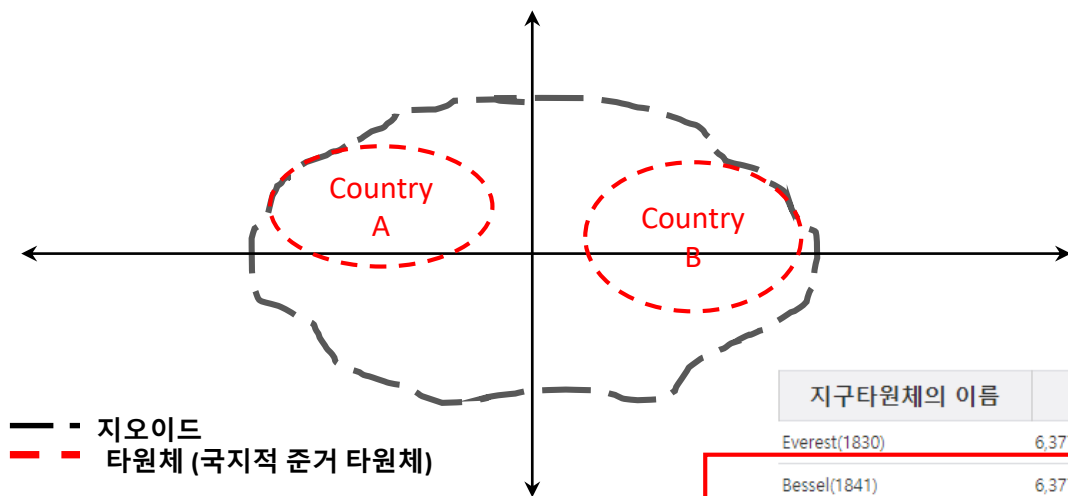 Country
A
Country
B
지오이드
타원체 (국지적 준거 타원체)
지구타원체의 이름
Everest(1830) 6,37
Bessel(1841) 6,37